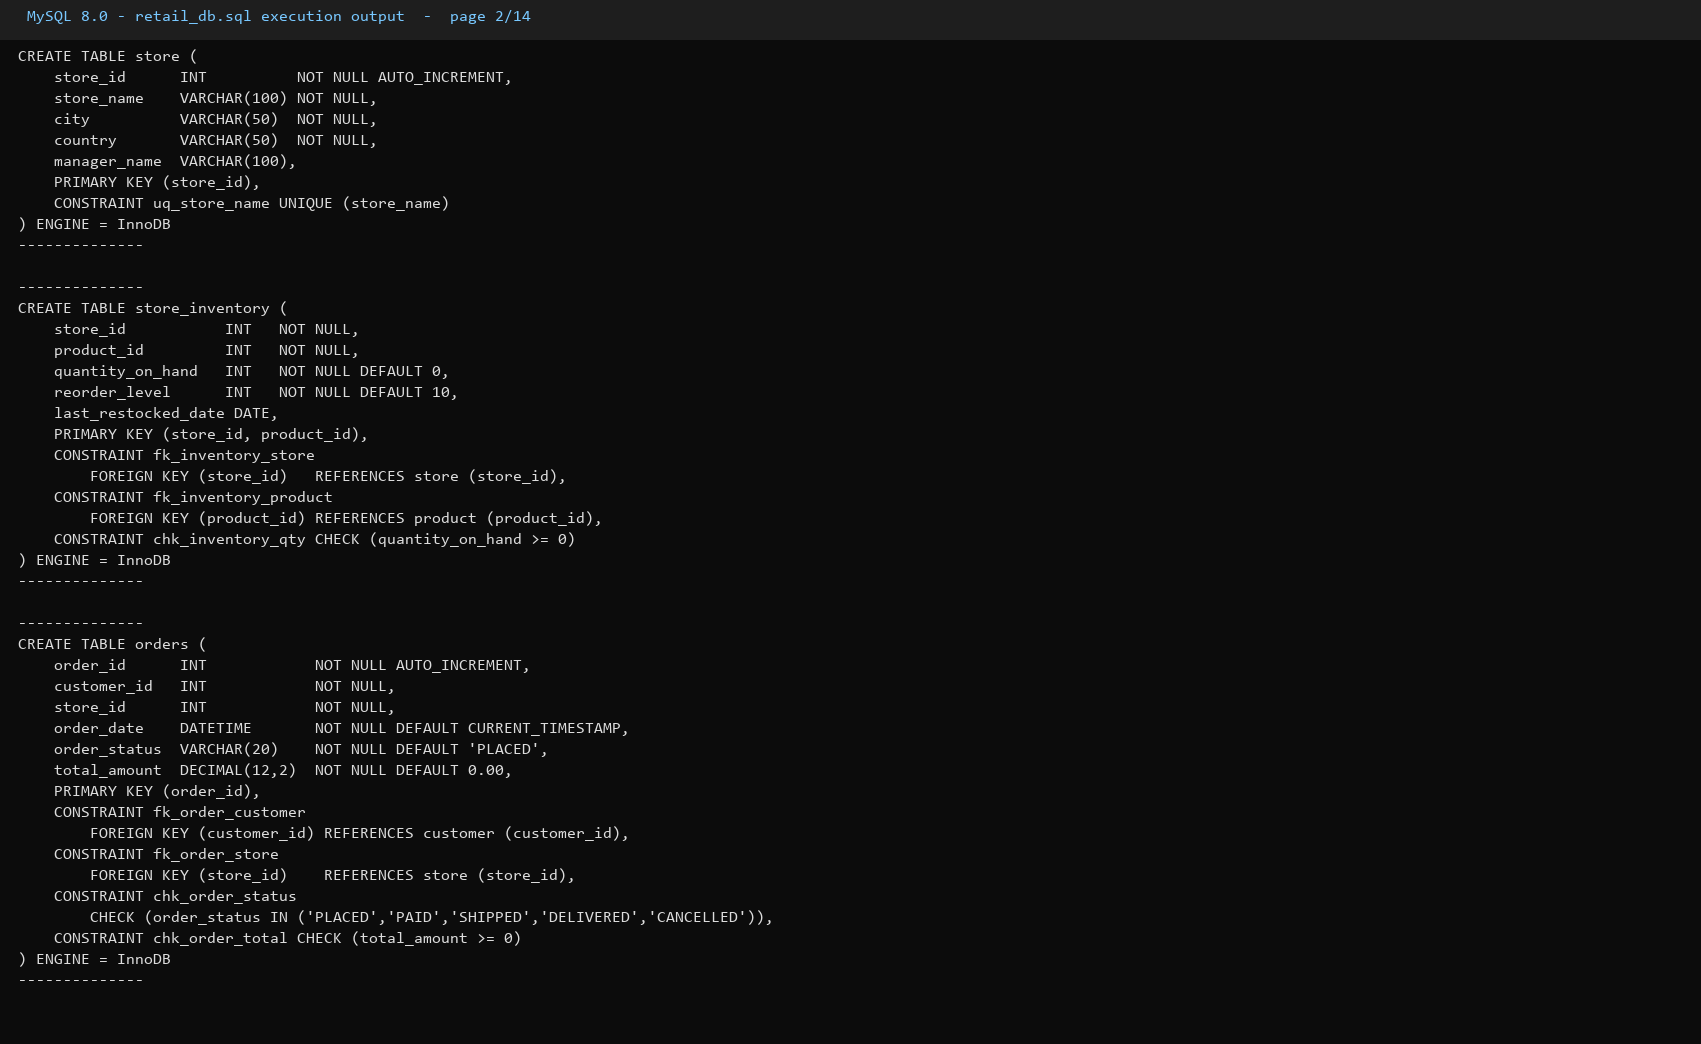 MySQL 8.0 - retail_db.sql execution output  -  page 2/14
CREATE TABLE store (
    store_id      INT          NOT NULL AUTO_INCREMENT,
    store_name    VARCHAR(100) NOT NULL,
    city          VARCHAR(50)  NOT NULL,
    country       VARCHAR(50)  NOT NULL,
    manager_name  VARCHAR(100),
    PRIMARY KEY (store_id),
    CONSTRAINT uq_store_name UNIQUE (store_name)
) ENGINE = InnoDB
--------------

--------------
CREATE TABLE store_inventory (
    store_id           INT   NOT NULL,
    product_id         INT   NOT NULL,
    quantity_on_hand   INT   NOT NULL DEFAULT 0,
    reorder_level      INT   NOT NULL DEFAULT 10,
    last_restocked_date DATE,
    PRIMARY KEY (store_id, product_id),
    CONSTRAINT fk_inventory_store
        FOREIGN KEY (store_id)   REFERENCES store (store_id),
    CONSTRAINT fk_inventory_product
        FOREIGN KEY (product_id) REFERENCES product (product_id),
    CONSTRAINT chk_inventory_qty CHECK (quantity_on_hand >= 0)
) ENGINE = InnoDB
--------------

--------------
CREATE TABLE orders (
    order_id      INT            NOT NULL AUTO_INCREMENT,
    customer_id   INT            NOT NULL,
    store_id      INT            NOT NULL,
    order_date    DATETIME       NOT NULL DEFAULT CURRENT_TIMESTAMP,
    order_status  VARCHAR(20)    NOT NULL DEFAULT 'PLACED',
    total_amount  DECIMAL(12,2)  NOT NULL DEFAULT 0.00,
    PRIMARY KEY (order_id),
    CONSTRAINT fk_order_customer
        FOREIGN KEY (customer_id) REFERENCES customer (customer_id),
    CONSTRAINT fk_order_store
        FOREIGN KEY (store_id)    REFERENCES store (store_id),
    CONSTRAINT chk_order_status
        CHECK (order_status IN ('PLACED','PAID','SHIPPED','DELIVERED','CANCELLED')),
    CONSTRAINT chk_order_total CHECK (total_amount >= 0)
) ENGINE = InnoDB
--------------